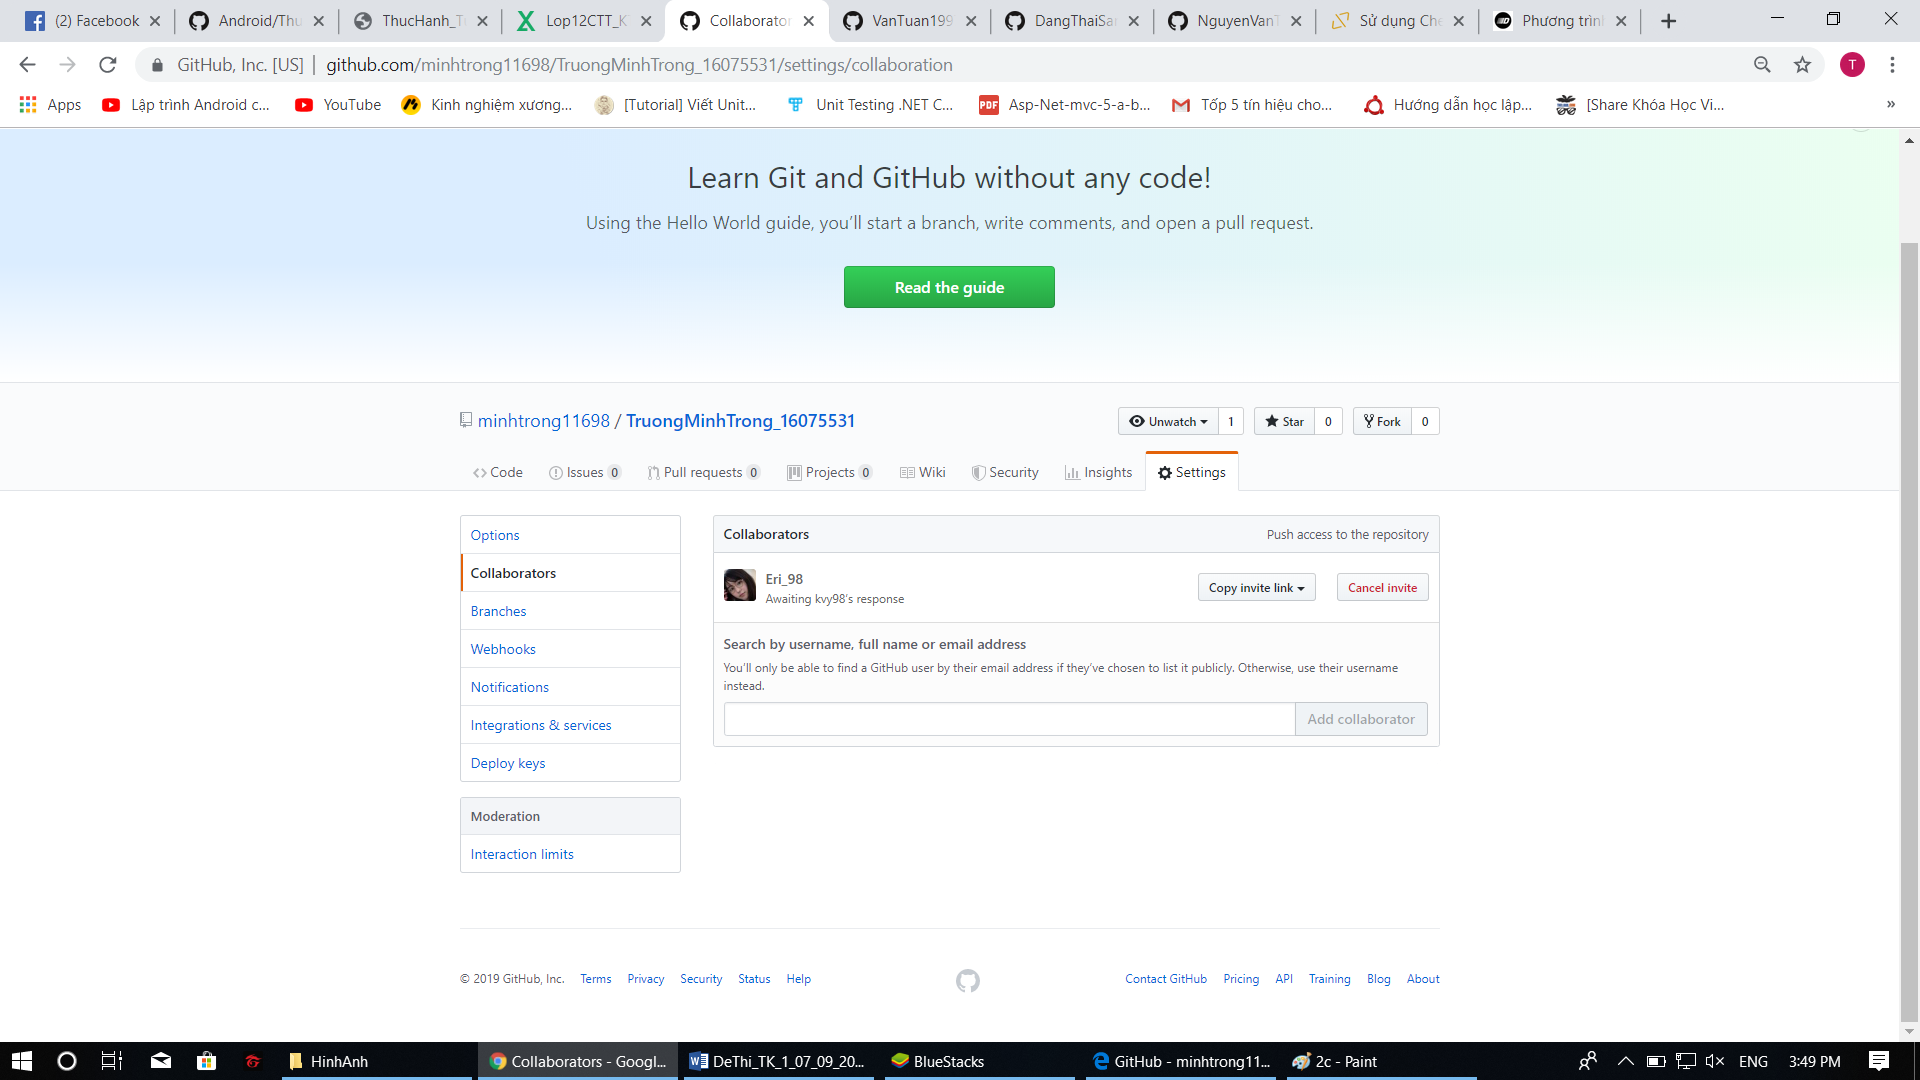 (2) Facebook
Android/Thu
ThucHanh_T
Lop12CTT_K
Collaborator
VanTuan199
DangThaiSan
NguyenVanT
Sử dụng Che
Phương trình
GitHub, Inc. [US] | github.com/minhtrong11698/TruongMinhTrong_16075531/settings/collaboration
T
Apps
Lập trình Android c...
YouTube
Kinh nghiệm xương...
[Tutorial] Viết Unit...
Unit Testing .NET C...
PDF Asp-Net-mvc-5-a-b...
Tốp 5 tín hiệu cho...
Hướng dẫn học lập...
[Share Khóa Học Vi...
»
Learn Git and GitHub without any code!
Using the Hello World guide, you’ll start a branch, write comments, and open a pull request.
Read the guide
minhtrong11698 / TruongMinhTrong_16075531
Unwatch 1
Star 0
Fork 0
Code
Issues 0
Pull requests 0
Projects 0
Wiki
Security
Insights
Settings
Options
Collaborators
Branches
Webhooks
Notifications
Integrations & services
Deploy keys
Moderation
Interaction limits
Collaborators
Push access to the repository
Eri_98
Awaiting kvy98’s response
Copy invite link
Cancel invite
Search by username, full name or email address
You’ll only be able to find a GitHub user by their email address if they’ve chosen to list it publicly. Otherwise, use their username
instead.
Add collaborator
© 2019 GitHub, Inc.
Terms
Privacy
Security
Status
Help
Contact GitHub
Pricing
API
Training
Blog
About
HinhAnh
Collaborators - Googl...
DeThi_TK_1_07_09_20...
BlueStacks
GitHub - minhtrong11...
2c - Paint
ENG
3:49 PM